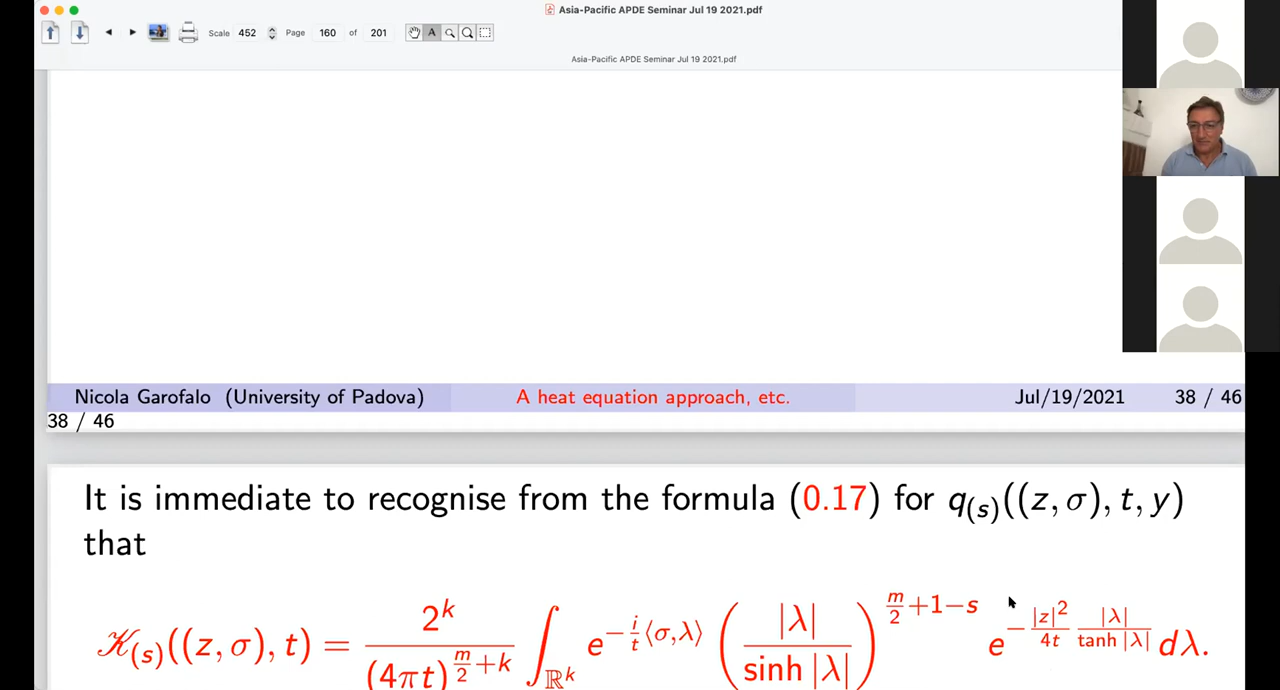 Asia-Pacific APDE Seminar Jul 19 2021.pdf
Scale 452 Page 160 of 201 A
Asia-Pacific APDE Seminar Jul 19 2021.pdf
Nicola Garofalo (University of Padova) A heat equation approach, etc. Jul/19/2021 38 / 46
38 / 46
It is immediate to recognise from the formula (0.17) for q₍ₛ₎((z, σ), t, y)
that
𝒦₍ₛ₎((z, σ), t) = 2^k / (4πt)^{m/2+k} ∫_{ℝ^k} e^{−i/t ⟨σ,λ⟩} (|λ| / sinh |λ|)^{m/2+1−s} e^{−|z|²/4t |λ|/tanh |λ|} dλ.